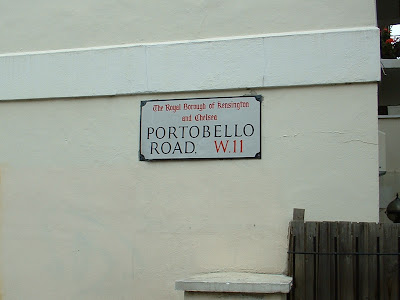 The Royal Borough of Kensington
and Chelsea
PORTOBELLO
ROAD. W.11